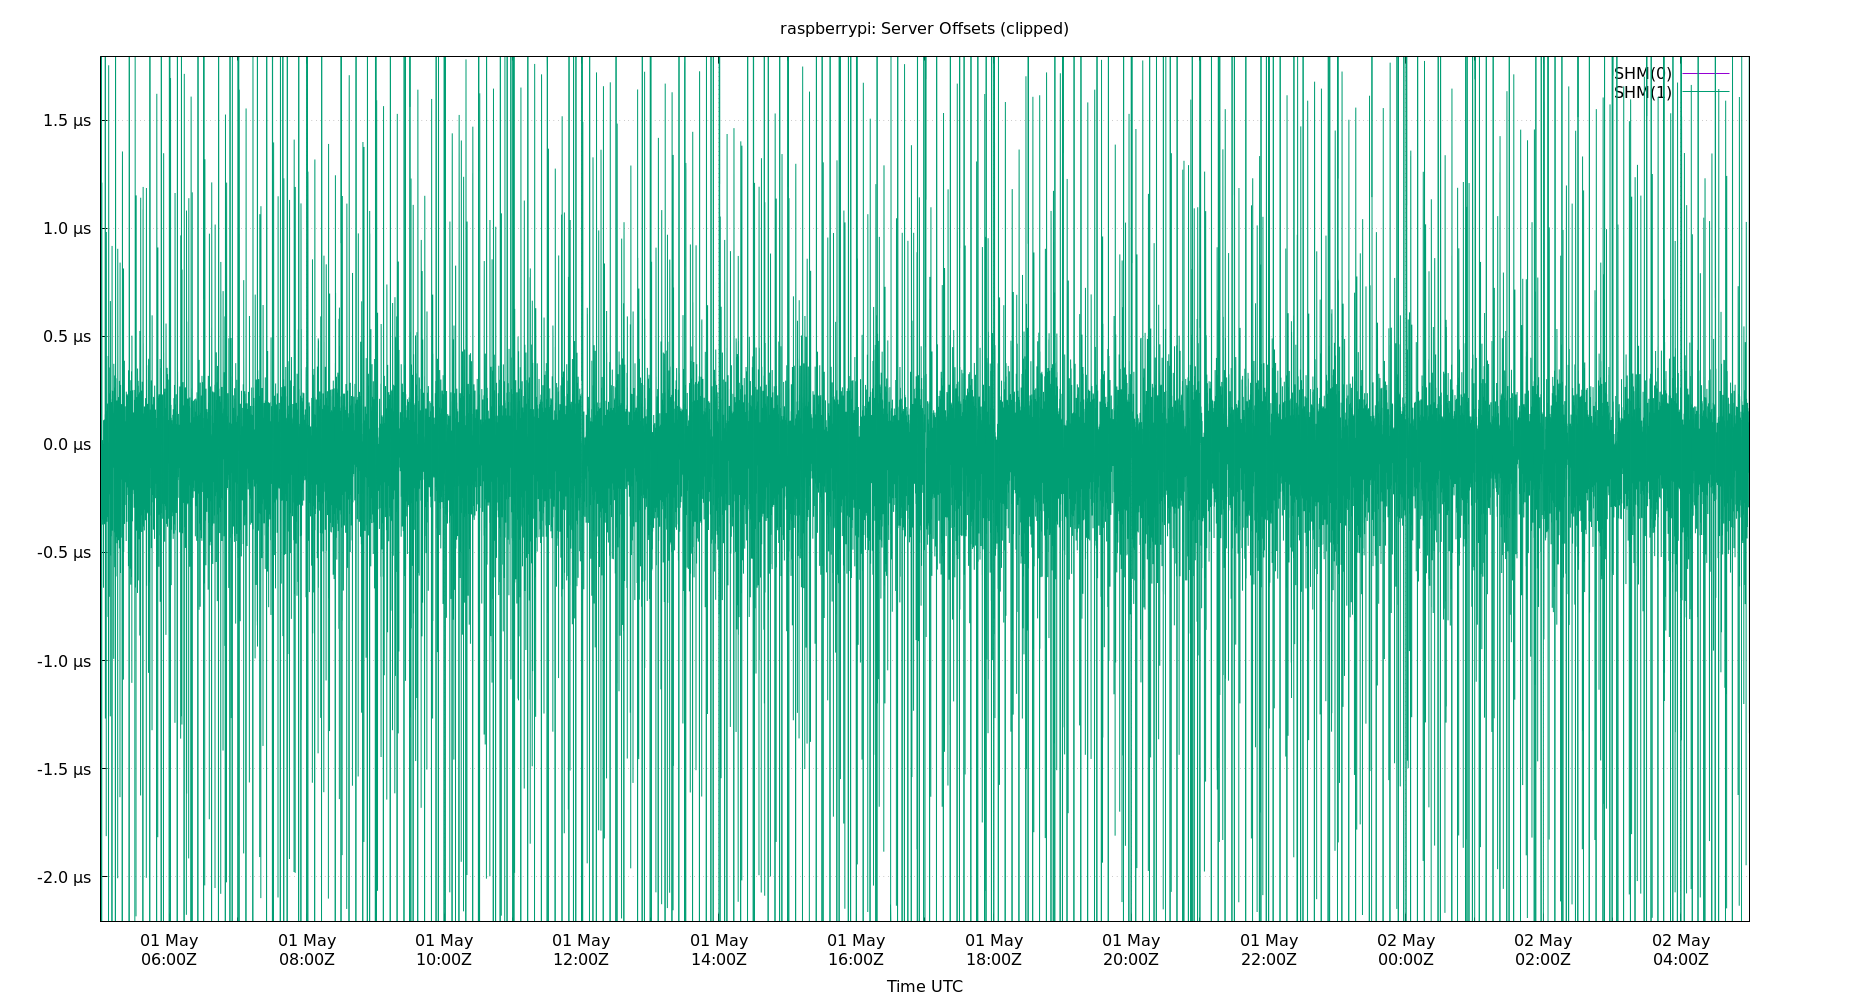 raspberrypi: Server Offsets (clipped)
SHM(0)
SHM(1)
1.5 µs
1.0 µs
0.5 µs
0.0 µs
-0.5 µs
-1.0 µs
-1.5 µs
-2.0 µs
01 May 01 May 01 May 01 May 01 May 01 May 01 May 01 May 01 May 02 May 02 May 02 May
06:00Z 08:00Z 10:00Z 12:00Z 14:00Z 16:00Z 18:00Z 20:00Z 22:00Z 00:00Z 02:00Z 04:00Z
Time UTC